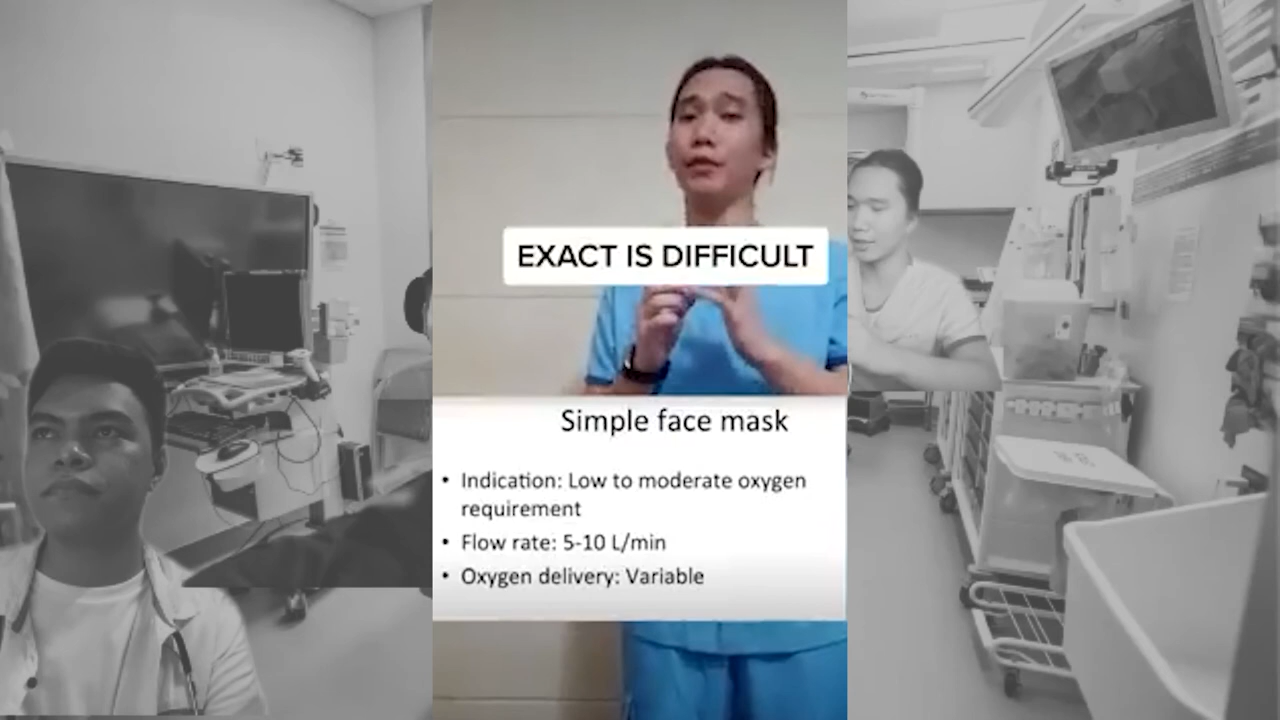 EXACT IS DIFFICULT
Simple face mask
• Indication: Low to moderate oxygen
requirement
• Flow rate: 5-10 L/min
• Oxygen delivery: Variable